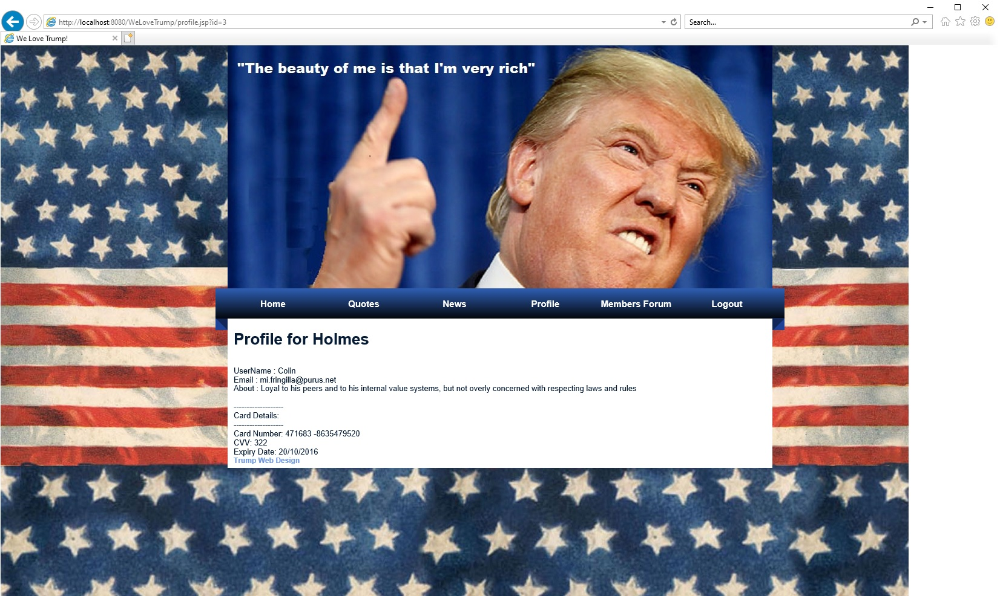 http://localhost:8080/WeLoveTrump/profile.jsp?id=3
Search...
We Love Trump!
"The beauty of me is that I'm very rich"
Home Quotes News Profile Members Forum Logout
Profile for Holmes
UserName : Colin
Email : mi.fringilla@purus.net
About : Loyal to his peers and to his internal value systems, but not overly concerned with respecting laws and rules
-------------------
Card Details:
-------------------
Card Number: 471683 -8635479520
CVV: 322
Expiry Date: 20/10/2016
Trump Web Design